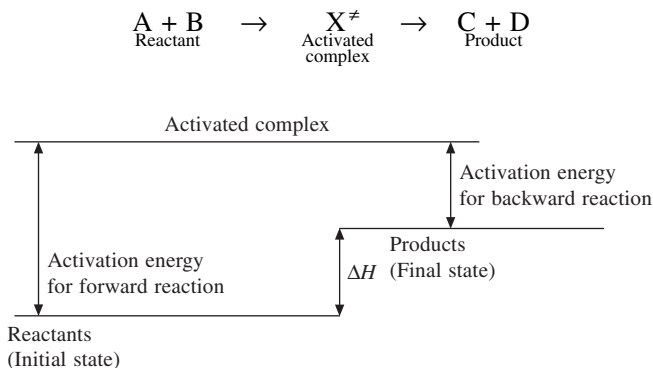 A + B → X≠ → C + D
Reactant Activated Product
complex
Activated complex
Activation energy
for backward reaction
Products
(Final state)
Activation energy
for forward reaction
ΔH
Reactants
(Initial state)